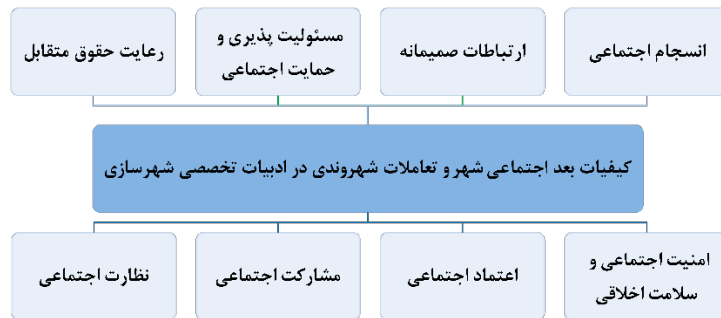 انسجام اجتماعی
ارتباطات صمیمانه
مسئولیت پذیری و
حمایت اجتماعی
رعایت حقوق متقابل
کیفیات بعد اجتماعی شهر و تعاملات شهروندی در ادبیات تخصصی شهرسازی
امنیت اجتماعی و
سلامت اخلاقی
اعتماد اجتماعی
مشارکت اجتماعی
نظارت اجتماعی